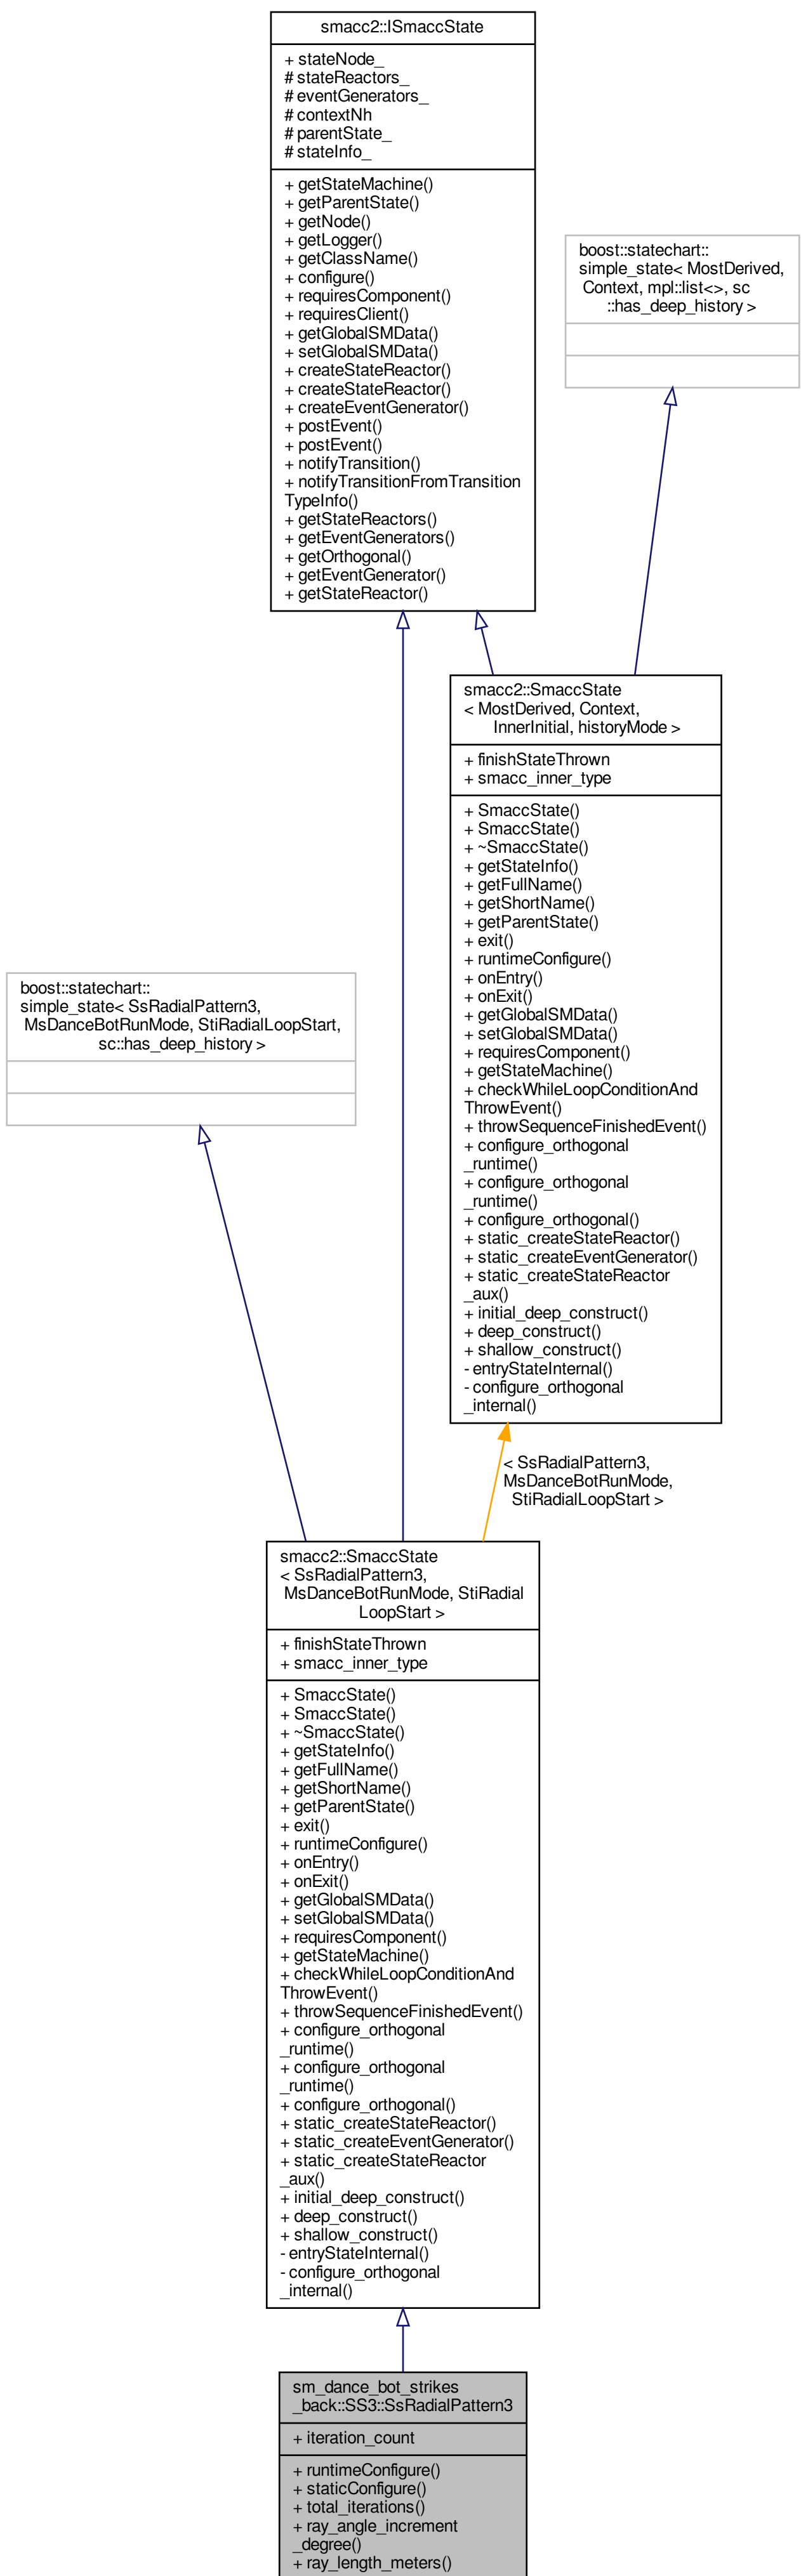 smacc2::ISmaccState
+ stateNode_
# stateReactors_
# eventGenerators_
# contextNh
# parentState_
# stateInfo_
+ getStateMachine()
+ getParentState()
+ getNode()
+ getLogger()
+ getClassName()
+ configure()
+ requiresComponent()
+ requiresClient()
+ getGlobalSMData()
+ setGlobalSMData()
+ createStateReactor()
+ createStateReactor()
+ createEventGenerator()
+ postEvent()
+ postEvent()
+ notifyTransition()
+ notifyTransitionFromTransition
TypeInfo()
+ getStateReactors()
+ getEventGenerators()
+ getOrthogonal()
+ getEventGenerator()
+ getStateReactor()
boost::statechart::
simple_state< MostDerived,
Context, mpl::list<>, sc
::has_deep_history >
smacc2::SmaccState
< MostDerived, Context,
InnerInitial, historyMode >
+ finishStateThrown
+ smacc_inner_type
+ SmaccState()
+ SmaccState()
+ ~SmaccState()
+ getStateInfo()
+ getFullName()
+ getShortName()
+ getParentState()
+ exit()
+ runtimeConfigure()
+ onEntry()
+ onExit()
+ getGlobalSMData()
+ setGlobalSMData()
+ requiresComponent()
+ getStateMachine()
+ checkWhileLoopConditionAnd
ThrowEvent()
+ throwSequenceFinishedEvent()
+ configure_orthogonal
_runtime()
+ configure_orthogonal
_runtime()
+ configure_orthogonal()
+ static_createStateReactor()
+ static_createEventGenerator()
+ static_createStateReactor
_aux()
+ initial_deep_construct()
+ deep_construct()
+ shallow_construct()
- entryStateInternal()
- configure_orthogonal
_internal()
boost::statechart::
simple_state< SsRadialPattern3,
MsDanceBotRunMode, StiRadialLoopStart,
sc::has_deep_history >
< SsRadialPattern3,
MsDanceBotRunMode,
StiRadialLoopStart >
smacc2::SmaccState
< SsRadialPattern3,
MsDanceBotRunMode, StiRadial
LoopStart >
+ finishStateThrown
+ smacc_inner_type
+ SmaccState()
+ SmaccState()
+ ~SmaccState()
+ getStateInfo()
+ getFullName()
+ getShortName()
+ getParentState()
+ exit()
+ runtimeConfigure()
+ onEntry()
+ onExit()
+ getGlobalSMData()
+ setGlobalSMData()
+ requiresComponent()
+ getStateMachine()
+ checkWhileLoopConditionAnd
ThrowEvent()
+ throwSequenceFinishedEvent()
+ configure_orthogonal
_runtime()
+ configure_orthogonal
_runtime()
+ configure_orthogonal()
+ static_createStateReactor()
+ static_createEventGenerator()
+ static_createStateReactor
_aux()
+ initial_deep_construct()
+ deep_construct()
+ shallow_construct()
- entryStateInternal()
- configure_orthogonal
_internal()
sm_dance_bot_strikes
_back::SS3::SsRadialPattern3
+ iteration_count
+ runtimeConfigure()
+ staticConfigure()
+ total_iterations()
+ ray_angle_increment
_degree()
+ ray_length_meters()